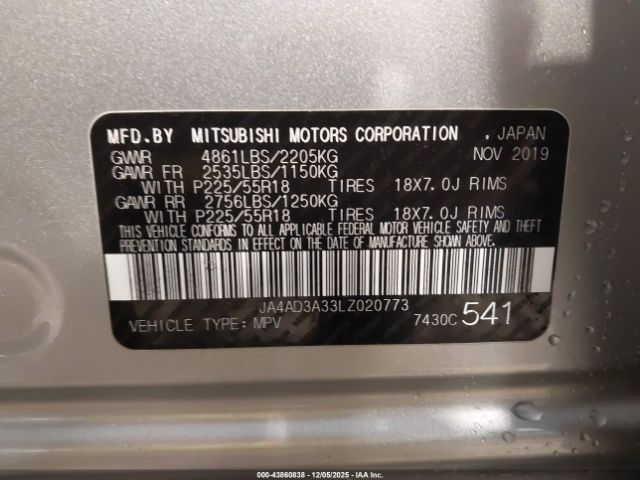 MFD.BY MITSUBISHI MOTORS CORPORATION , JAPAN
GVWR 4861LBS/2205KG NOV 2019
GAWR FR 2535LBS/1150KG
WITH P225/55R18 TIRES 18X7.0J RIMS
GAWR RR 2756LBS/1250KG
WITH P225/55R18 TIRES 18X7.0J RIMS
THIS VEHICLE CONFORMS TO ALL APPLICABLE FEDERAL MOTOR VEHICLE SAFETY AND THEFT
PREVENTION STANDARDS IN EFFECT ON THE DATE OF MANUFACTURE SHOWN ABOVE.
JA4AD3A33LZ020773
VEHICLE TYPE: MPV 7430C 541
000-43860838 - 12/05/2025 - © IAA Inc.